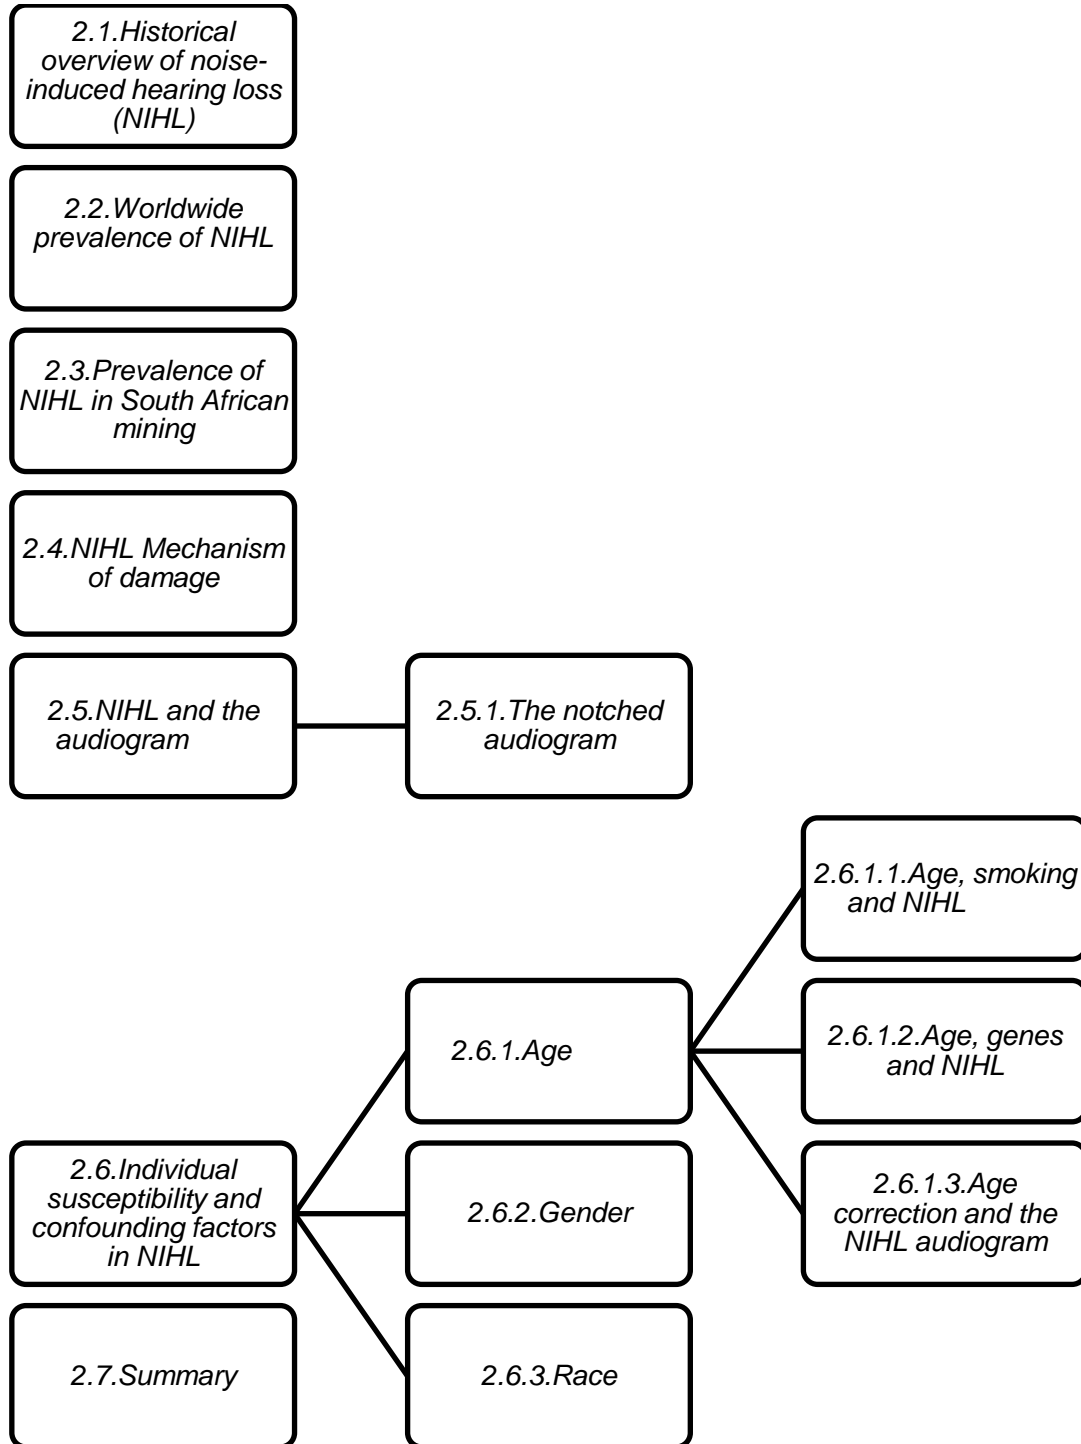 2.1.Historical
overview of noise-
induced hearing loss
(NIHL)
2.2.Worldwide
prevalence of NIHL
2.3.Prevalence of
NIHL in South African
mining
2.4.NIHL Mechanism
of damage
2.5.NIHL and the
audiogram
2.5.1.The notched
audiogram
2.6.Individual
susceptibility and
confounding factors
in NIHL
2.6.1.Age
2.6.1.1.Age, smoking
and NIHL
2.6.1.2.Age, genes
and NIHL
2.6.1.3.Age
correction and the
NIHL audiogram
2.6.2.Gender
2.6.3.Race
2.7.Summary